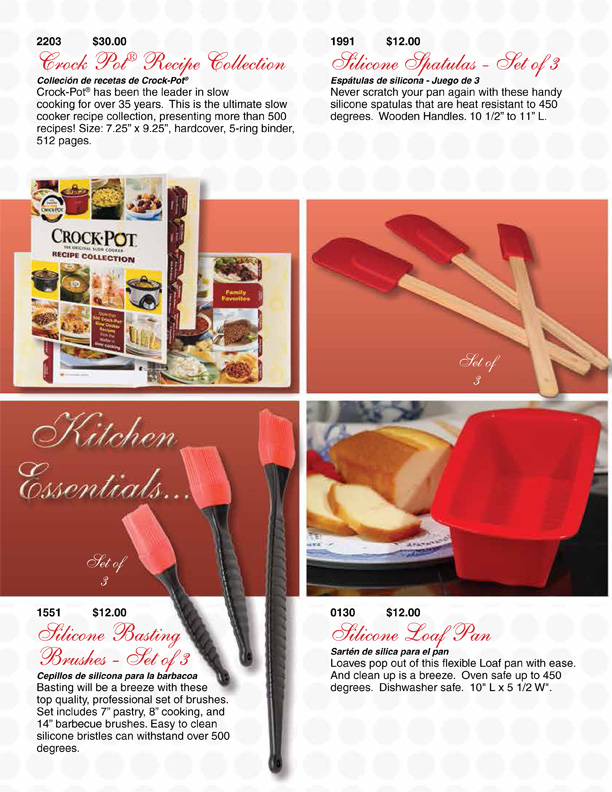 2203 $30.00
Crock Pot® Recipe Collection
Colleción de recetas de Crock-Pot®
Crock-Pot® has been the leader in slow
cooking for over 35 years. This is the ultimate slow
cooker recipe collection, presenting more than 500
recipes! Size: 7.25” x 9.25”, hardcover, 5-ring binder,
512 pages.
1991 $12.00
Silicone Spatulas - Set of 3
Espátulas de silicona - Juego de 3
Never scratch your pan again with these handy
silicone spatulas that are heat resistant to 450
degrees. Wooden Handles. 10 1/2” to 11” L.
CROCK·POT
THE ORIGINAL SLOW COOKER
RECIPE COLLECTION
Family
Favorites
Set of
3
Kitchen
Essentials...
Set of
3
1551 $12.00
Silicone Basting
Brushes - Set of 3
Cepillos de silicona para la barbacoa
Basting will be a breeze with these
top quality, professional set of brushes.
Set includes 7” pastry, 8” cooking, and
14” barbecue brushes. Easy to clean
silicone bristles can withstand over 500
degrees.
0130 $12.00
Silicone Loaf Pan
Sartén de silica para el pan
Loaves pop out of this flexible Loaf pan with ease.
And clean up is a breeze. Oven safe up to 450
degrees. Dishwasher safe. 10" L x 5 1/2 W".